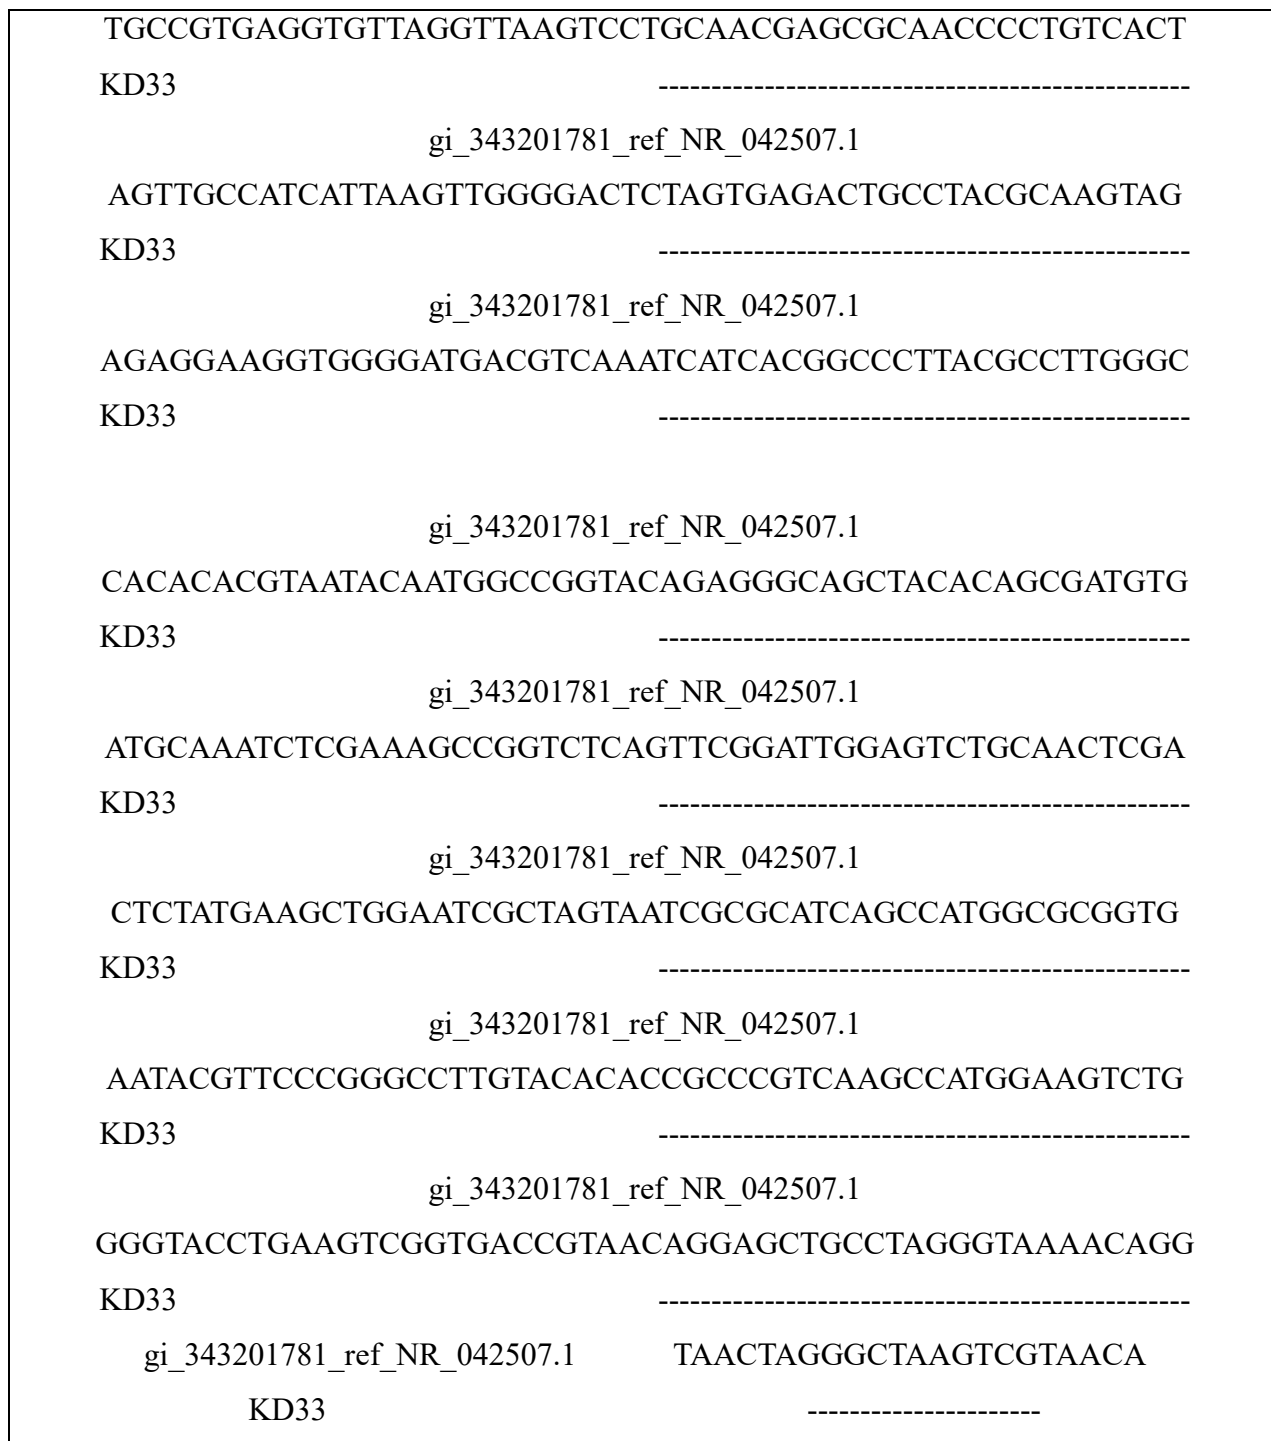 TGCCGTGAGGTGTTAGGTTAAGTCCTGCAACGAGCGCAACCCCTGTCACT
KD33 --------------------------------------------------
gi_343201781_ref_NR_042507.1
AGTTGCCATCATTAAGTTGGGGACTCTAGTGAGACTGCCTACGCAAGTAG
KD33 --------------------------------------------------
gi_343201781_ref_NR_042507.1
AGAGGAAGGTGGGGATGACGTCAAATCATCACGGCCCTTACGCCTTGGGC
KD33 --------------------------------------------------
gi_343201781_ref_NR_042507.1
CACACACGTAATACAATGGCCGGTACAGAGGGCAGCTACACAGCGATGTG
KD33 --------------------------------------------------
gi_343201781_ref_NR_042507.1
ATGCAAATCTCGAAAGCCGGTCTCAGTTCGGATTGGAGTCTGCAACTCGA
KD33 --------------------------------------------------
gi_343201781_ref_NR_042507.1
CTCTATGAAGCTGGAATCGCTAGTAATCGCGCATCAGCCATGGCGCGGTG
KD33 --------------------------------------------------
gi_343201781_ref_NR_042507.1
AATACGTTCCCGGGCCTTGTACACACCGCCCGTCAAGCCATGGAAGTCTG
KD33 --------------------------------------------------
gi_343201781_ref_NR_042507.1
GGGTACCTGAAGTCGGTGACCGTAACAGGAGCTGCCTAGGGTAAAACAGG
KD33 --------------------------------------------------
gi_343201781_ref_NR_042507.1 TAACTAGGGCTAAGTCGTAACA
KD33 ----------------------